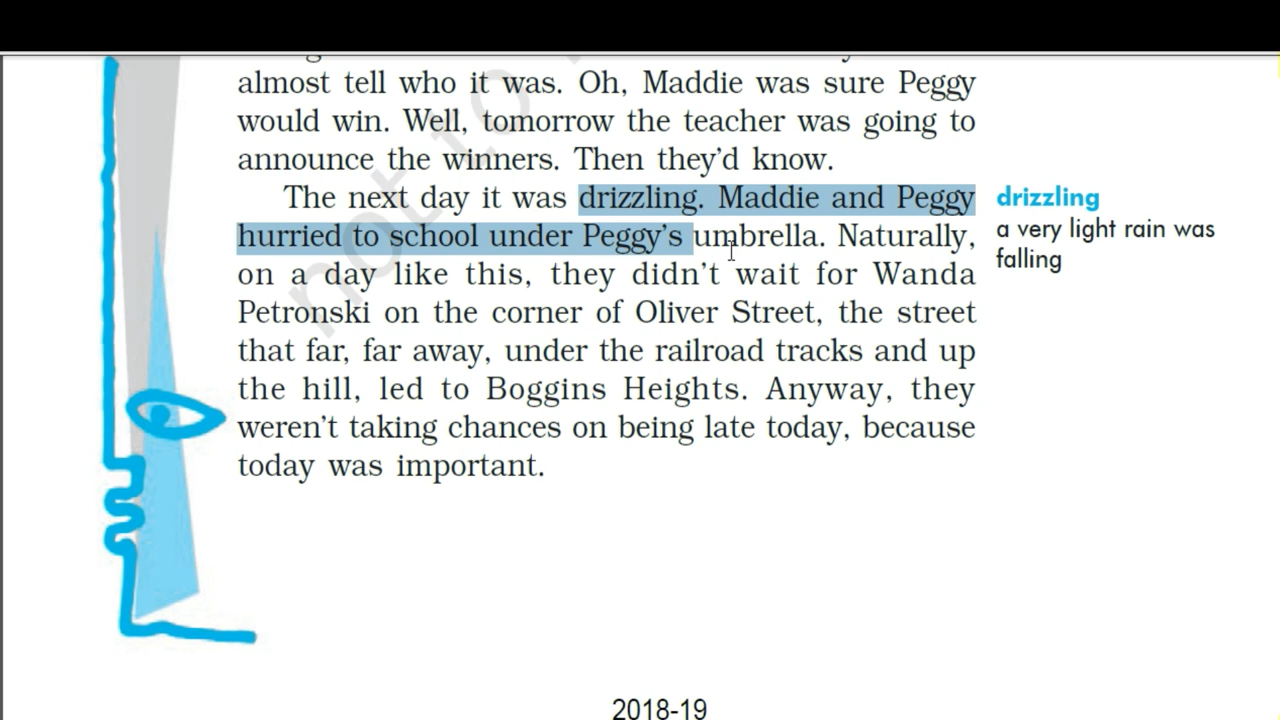 almost tell who it was. Oh, Maddie was sure Peggy
would win. Well, tomorrow the teacher was going to
announce the winners. Then they'd know.
The next day it was drizzling. Maddie and Peggy
hurried to school under Peggy's umbrella. Naturally,
on a day like this, they didn't wait for Wanda
Petronski on the corner of Oliver Street, the street
that far, far away, under the railroad tracks and up
the hill, led to Boggins Heights. Anyway, they
weren't taking chances on being late today, because
today was important.
drizzling
a very light rain was
falling
not to
2018-19